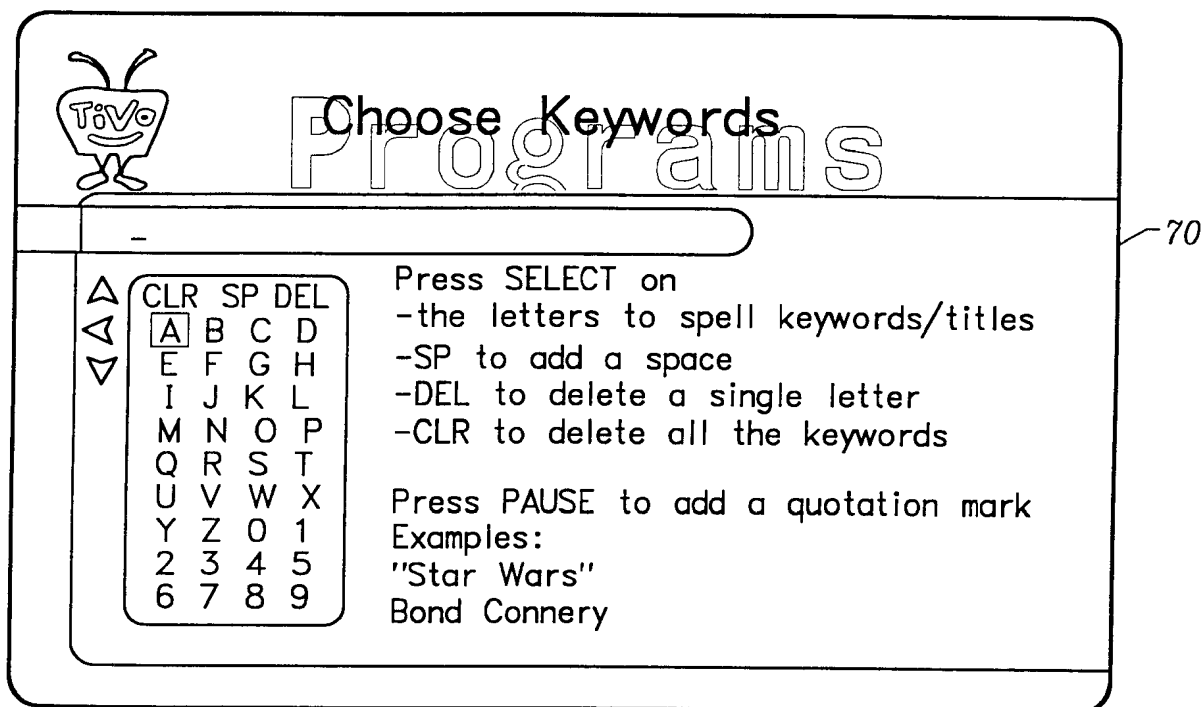 TiVo
Choose Keywords
Programs
70
CLR SP DEL
A B C D
E F G H
I J K L
M N O P
Q R S T
U V W X
Y Z 0 1
2 3 4 5
6 7 8 9
Press SELECT on
-the letters to spell keywords/titles
-SP to add a space
-DEL to delete a single letter
-CLR to delete all the keywords
Press PAUSE to add a quotation mark
Examples:
"Star Wars"
Bond Connery